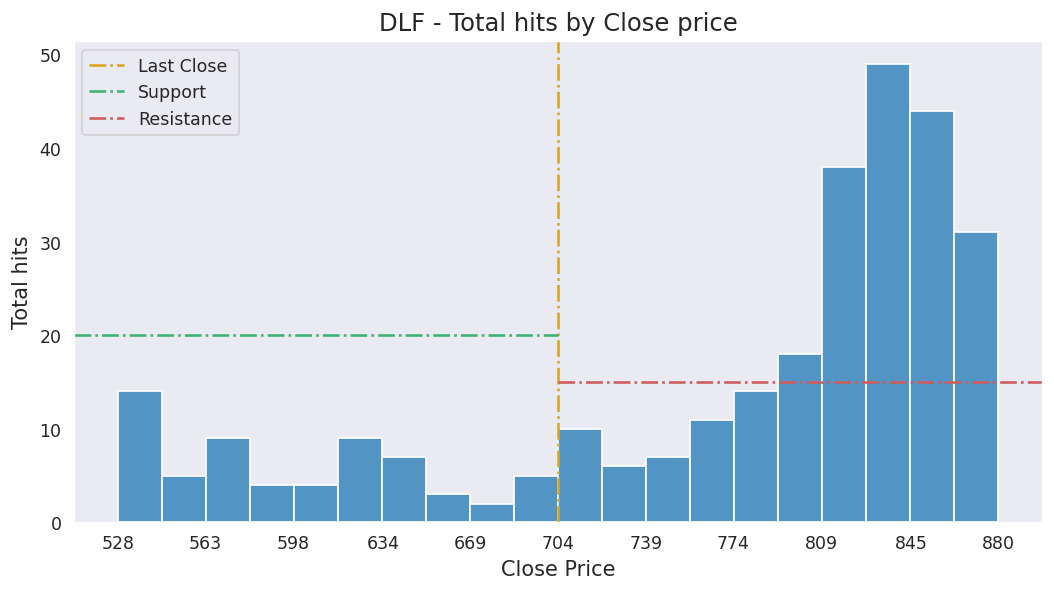 DLF - Total hits by Close price
Last Close
Support
Resistance
Total hits
50
40
30
20
10
0
528 563 598 634 669 704 739 774 809 845 880
Close Price